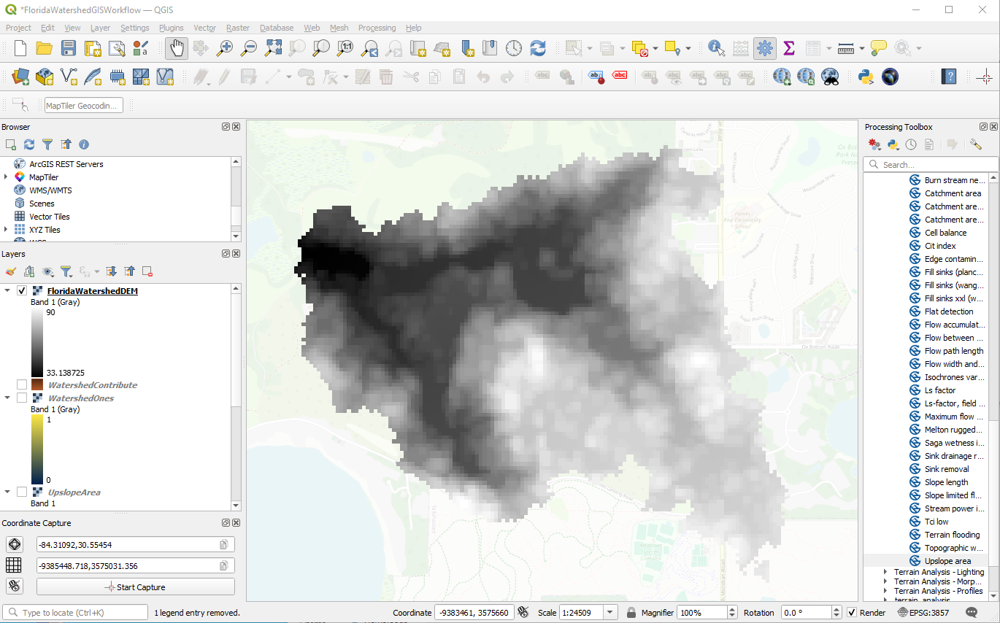 *FloridaWatershedGISWorkflow — QGIS
Project Edit View Layer Settings Plugins Vector Raster Database Web Mesh Processing Help
MapTiler Geocodin...
Browser
ArcGIS REST Servers
MapTiler
WMS/WMTS
Scenes
Vector Tiles
XYZ Tiles
Layers
FloridaWatershedDEM
Band 1 (Gray)
90
33.138725
WatershedContribute
WatershedOnes
Band 1 (Gray)
1
0
UpslopeArea
Band 1
Coordinate Capture
-84.31092,30.55454
-9385448.718,3575031.356
Start Capture
Processing Toolbox
Search...
Burn stream ne...
Catchment area
Catchment are...
Catchment are...
Cell balance
Cit index
Edge contamin...
Fill sinks (planc...
Fill sinks (wang...
Fill sinks xxl (w...
Flat detection
Flow accumulat...
Flow between ...
Flow path length
Flow width and...
Isochrones var...
Ls factor
Ls-factor, field ...
Maximum flow ...
Melton rugged...
Saga wetness i...
Sink drainage r...
Sink removal
Slope length
Slope limited fl...
Stream power i...
Tci low
Terrain flooding
Topographic w...
Upslope area
Terrain Analysis - Lighting
Terrain Analysis - Morp...
Terrain Analysis - Profiles
terrain_analysis
Type to locate (Ctrl+K) 1 legend entry removed. Coordinate -9383461, 3575660 Scale 1:24509 Magnifier 100% Rotation 0.0 ° Render EPSG:3857